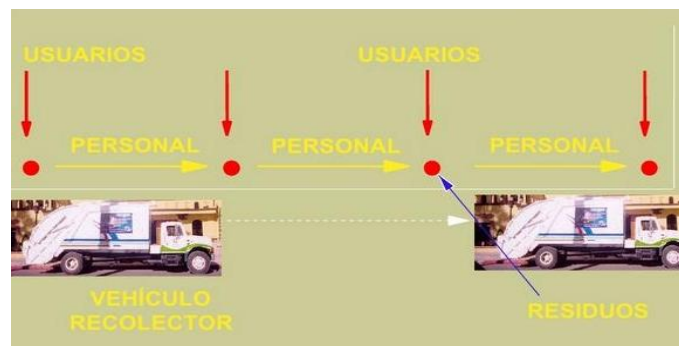 USUARIOS
USUARIOS
PERSONAL
PERSONAL
PERSONAL
VEHÍCULO
RECOLECTOR
RESIDUOS